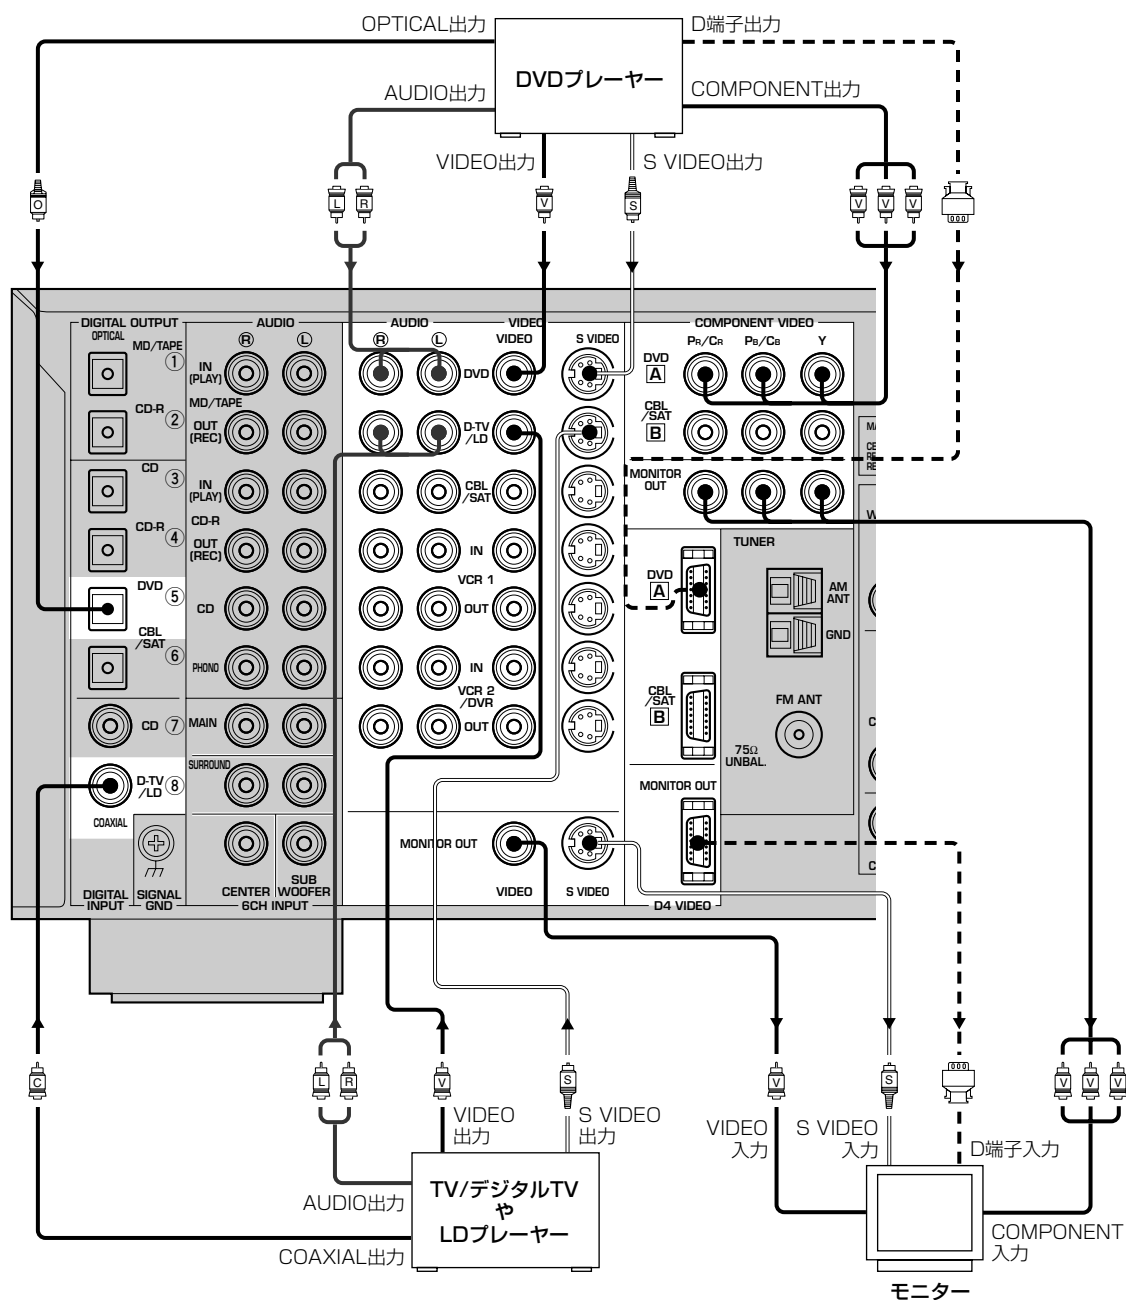 OPTICAL出力
D端子出力
DVDプレーヤー
AUDIO出力
COMPONENT出力
VIDEO出力
S VIDEO出力
O
L
R
V
S
V
V
V
DIGITAL OUTPUT
OPTICAL
MD/TAPE
1
CD-R
2
CD
3
CD-R
4
DVD
5
CBL
/SAT
6
CD
7
D-TV
/LD
8
COAXIAL
DIGITAL
INPUT
SIGNAL
GND
AUDIO
R
L
IN
(PLAY)
MD/TAPE
OUT
(REC)
IN
(PLAY)
CD-R
OUT
(REC)
CD
PHONO
MAIN
SURROUND
CENTER
SUB
WOOFER
6CH INPUT
AUDIO
R
L
VIDEO
VIDEO
S VIDEO
DVD
D-TV
/LD
CBL
/SAT
IN
VCR 1
OUT
IN
VCR 2
/DVR
OUT
MONITOR OUT
VIDEO
S VIDEO
COMPONENT VIDEO
PR/CR
PB/CB
Y
DVD
A
CBL
/SAT
B
MONITOR
OUT
DVD
A
CBL
/SAT
B
MONITOR OUT
D4 VIDEO
TUNER
AM
ANT
GND
FM ANT
75Ω
UNBAL.
MA
CE
RE
RE
W
C
C
C
L
R
V
S
V
S
V
V
V
VIDEO
出力
S VIDEO
出力
VIDEO
入力
S VIDEO
入力
D端子入力
AUDIO出力
TV/デジタルTV
や
LDプレーヤー
COAXIAL出力
COMPONENT
入力
モニター